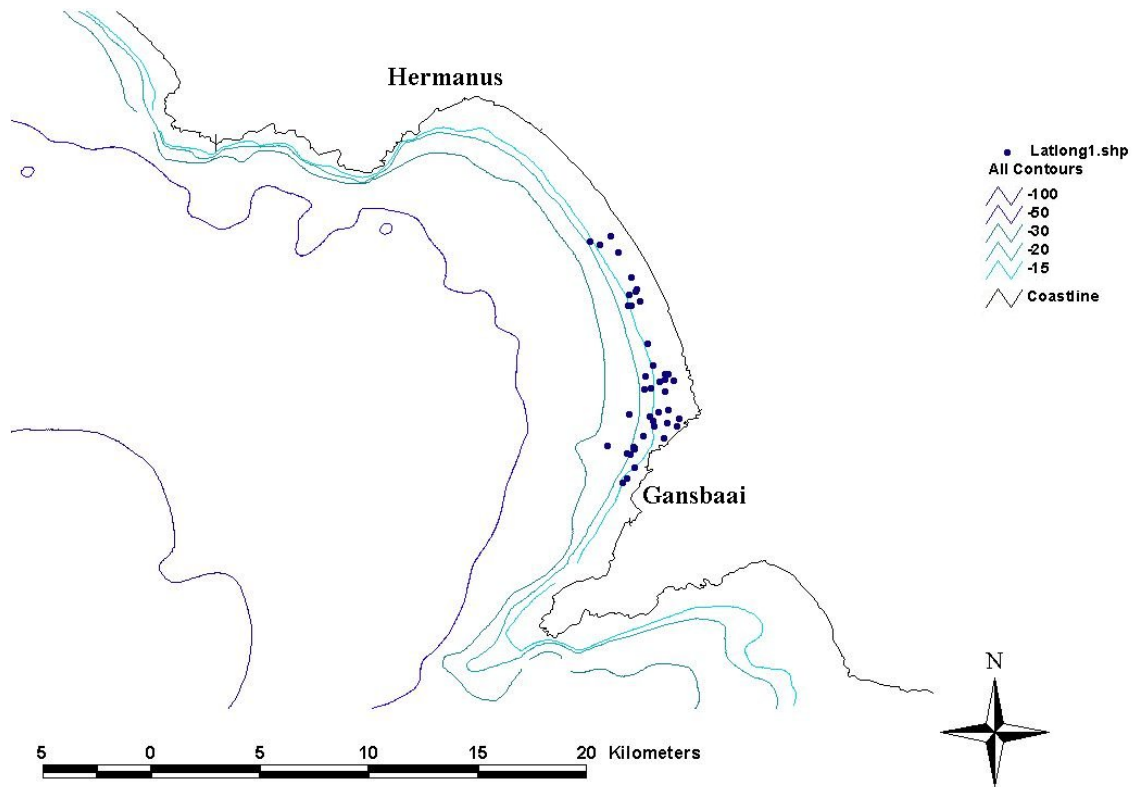 Hermanus
Latlong1.shp
All Contours
-100
-50
-30
-20
-15
Coastline
Gansbaai
N
5 0 5 10 15 20 Kilometers